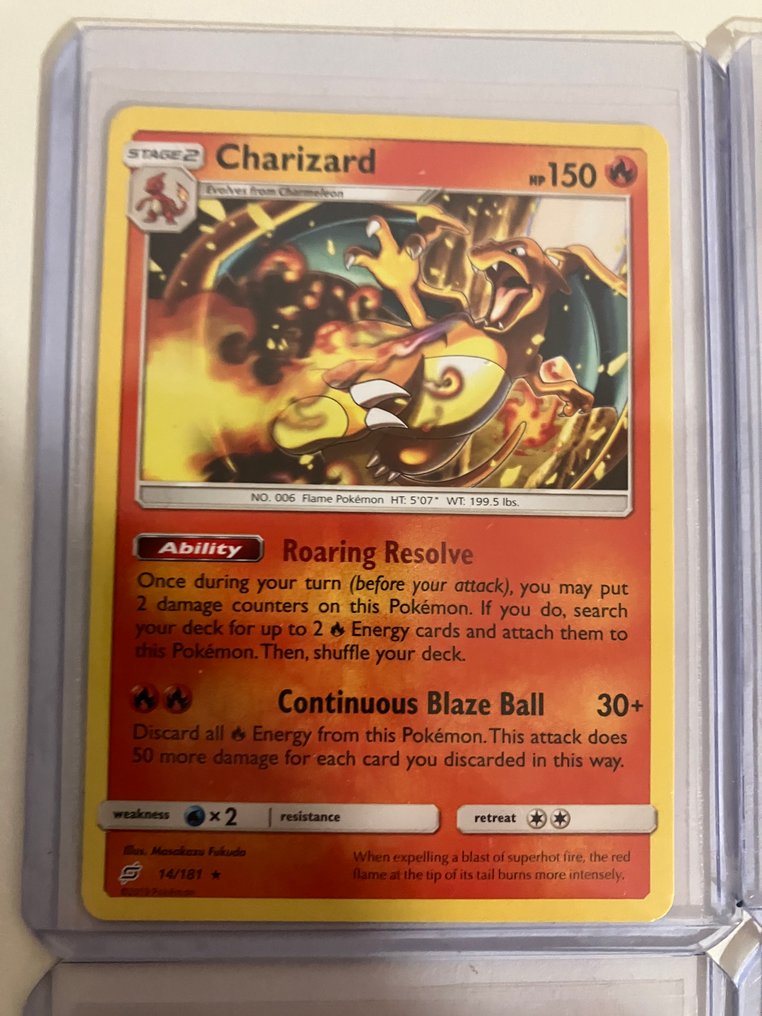 STAGE2 Charizard HP 150
Evolves from Charmeleon
NO. 006 Flame Pokémon HT: 5'07" WT: 199.5 lbs.
Ability Roaring Resolve
Once during your turn (before your attack), you may put
2 damage counters on this Pokémon. If you do, search
your deck for up to 2 Energy cards and attach them to
this Pokémon. Then, shuffle your deck.
Continuous Blaze Ball 30+
Discard all Energy from this Pokémon. This attack does
50 more damage for each card you discarded in this way.
weakness ×2 resistance retreat
Illus. Masakazu Fukuda
When expelling a blast of superhot fire, the red
flame at the tip of its tail burns more intensely.
14/181
©2019 Pokémon